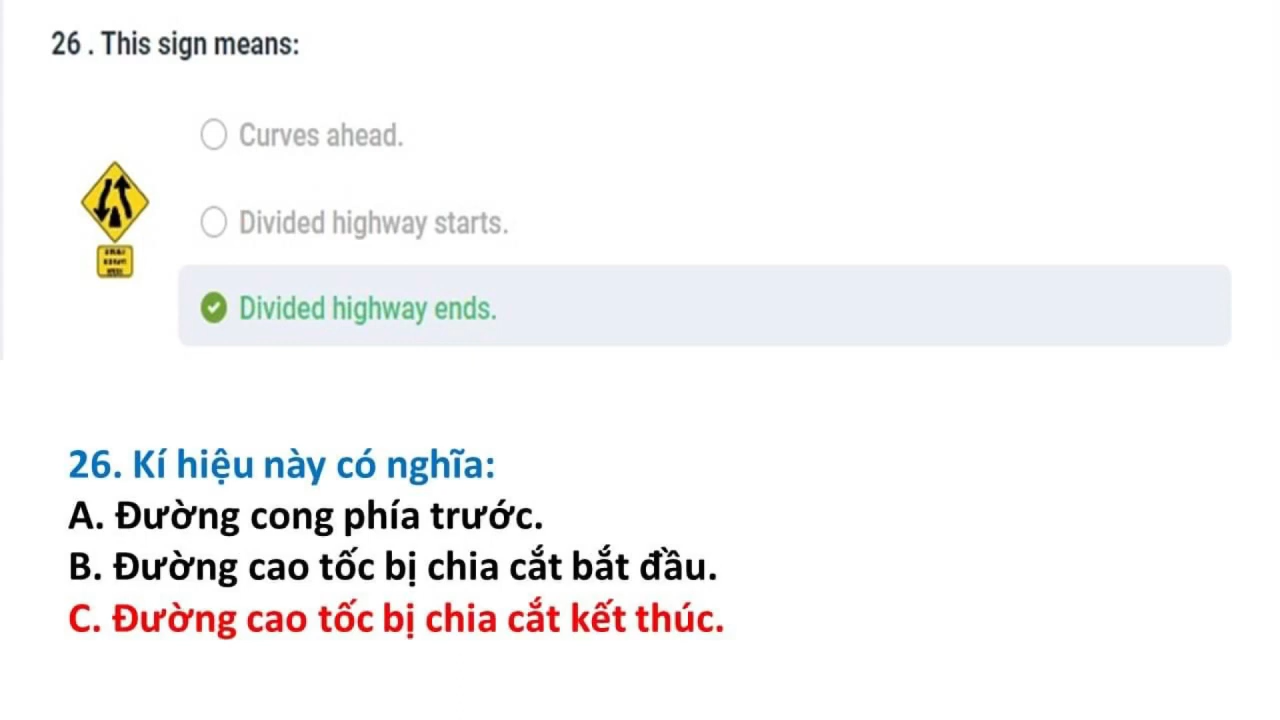 26 . This sign means:
Curves ahead.
Divided highway starts.
Divided highway ends.
26. Kí hiệu này có nghĩa:
A. Đường cong phía trước.
B. Đường cao tốc bị chia cắt bắt đầu.
C. Đường cao tốc bị chia cắt kết thúc.